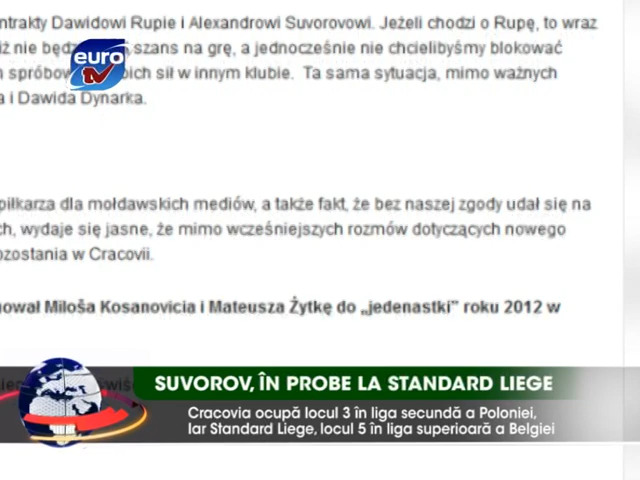 ntrakty Dawidowi Rupie i Alexandrowi Suvorovowi. Jeżeli chodzi o Rupę, to wraz
iż nie szans na grę, a jednocześnie nie chcielibyśmy blokować
euro
tv
sił w innym klubie. Ta sama sytuacja, mimo ważnych
a i Dawida Dynarka.
piłkarza dla mołdawskich mediów, a także fakt, że bez naszej zgody udał się na
ch, wydaje się jasne, że mimo wcześniejszych rozmów dotyczących nowego
ozostania w Cracovii.
nował Miloša Kosanovicia i Mateusza Żytkę do „jedenastki” roku 2012 w
SUVOROV, ÎN PROBE LA STANDARD LIEGE
Cracovia ocupă locul 3 în liga secundă a Poloniei,
Iar Standard Liege, locul 5 în liga superioară a Belgiei